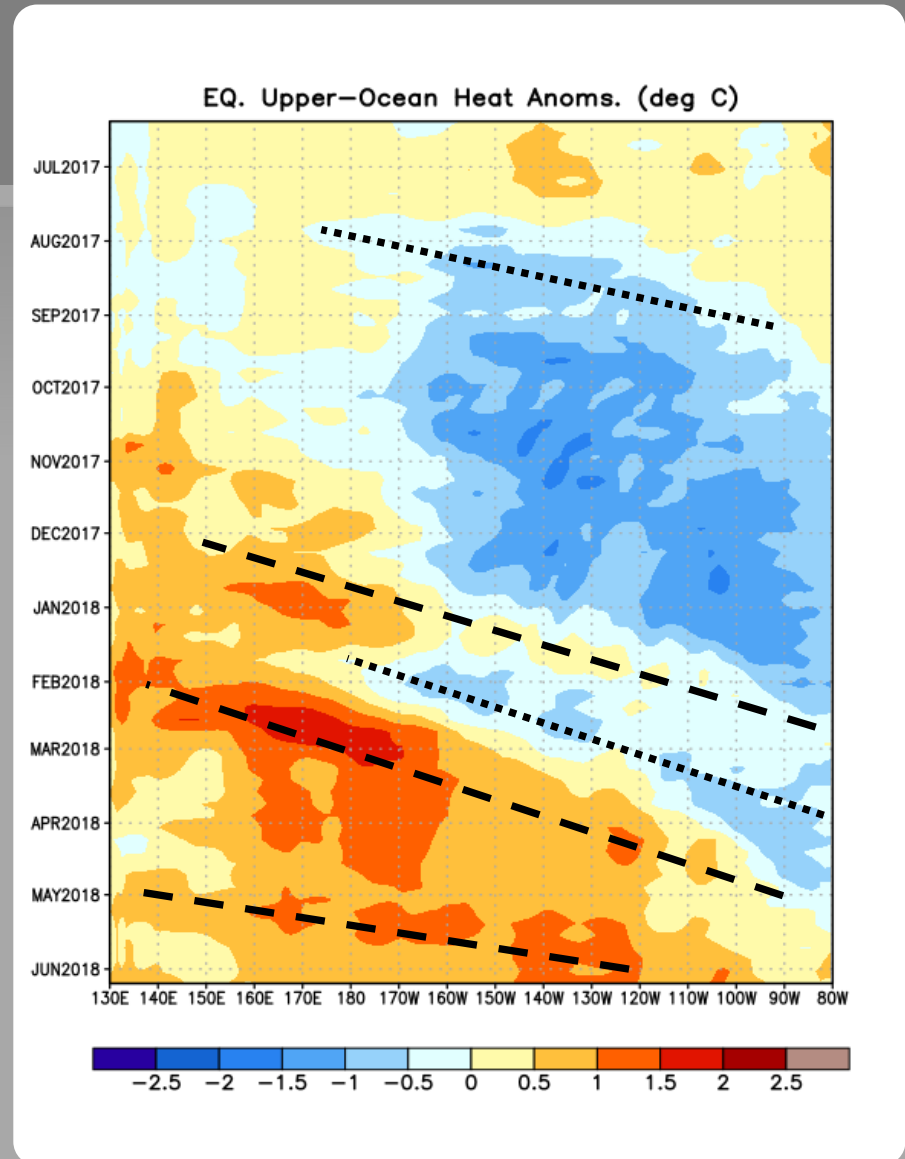 EQ. Upper-Ocean Heat Anoms. (deg C)
JUL2017
AUG2017
SEP2017
OCT2017
NOV2017
DEC2017
JAN2018
FEB2018
MAR2018
APR2018
MAY2018
JUN2018
130E 140E 150E 160E 170E 180 170W 160W 150W 140W 130W 120W 110W 100W 90W 80W
-2.5 -2 -1.5 -1 -0.5 0 0.5 1 1.5 2 2.5